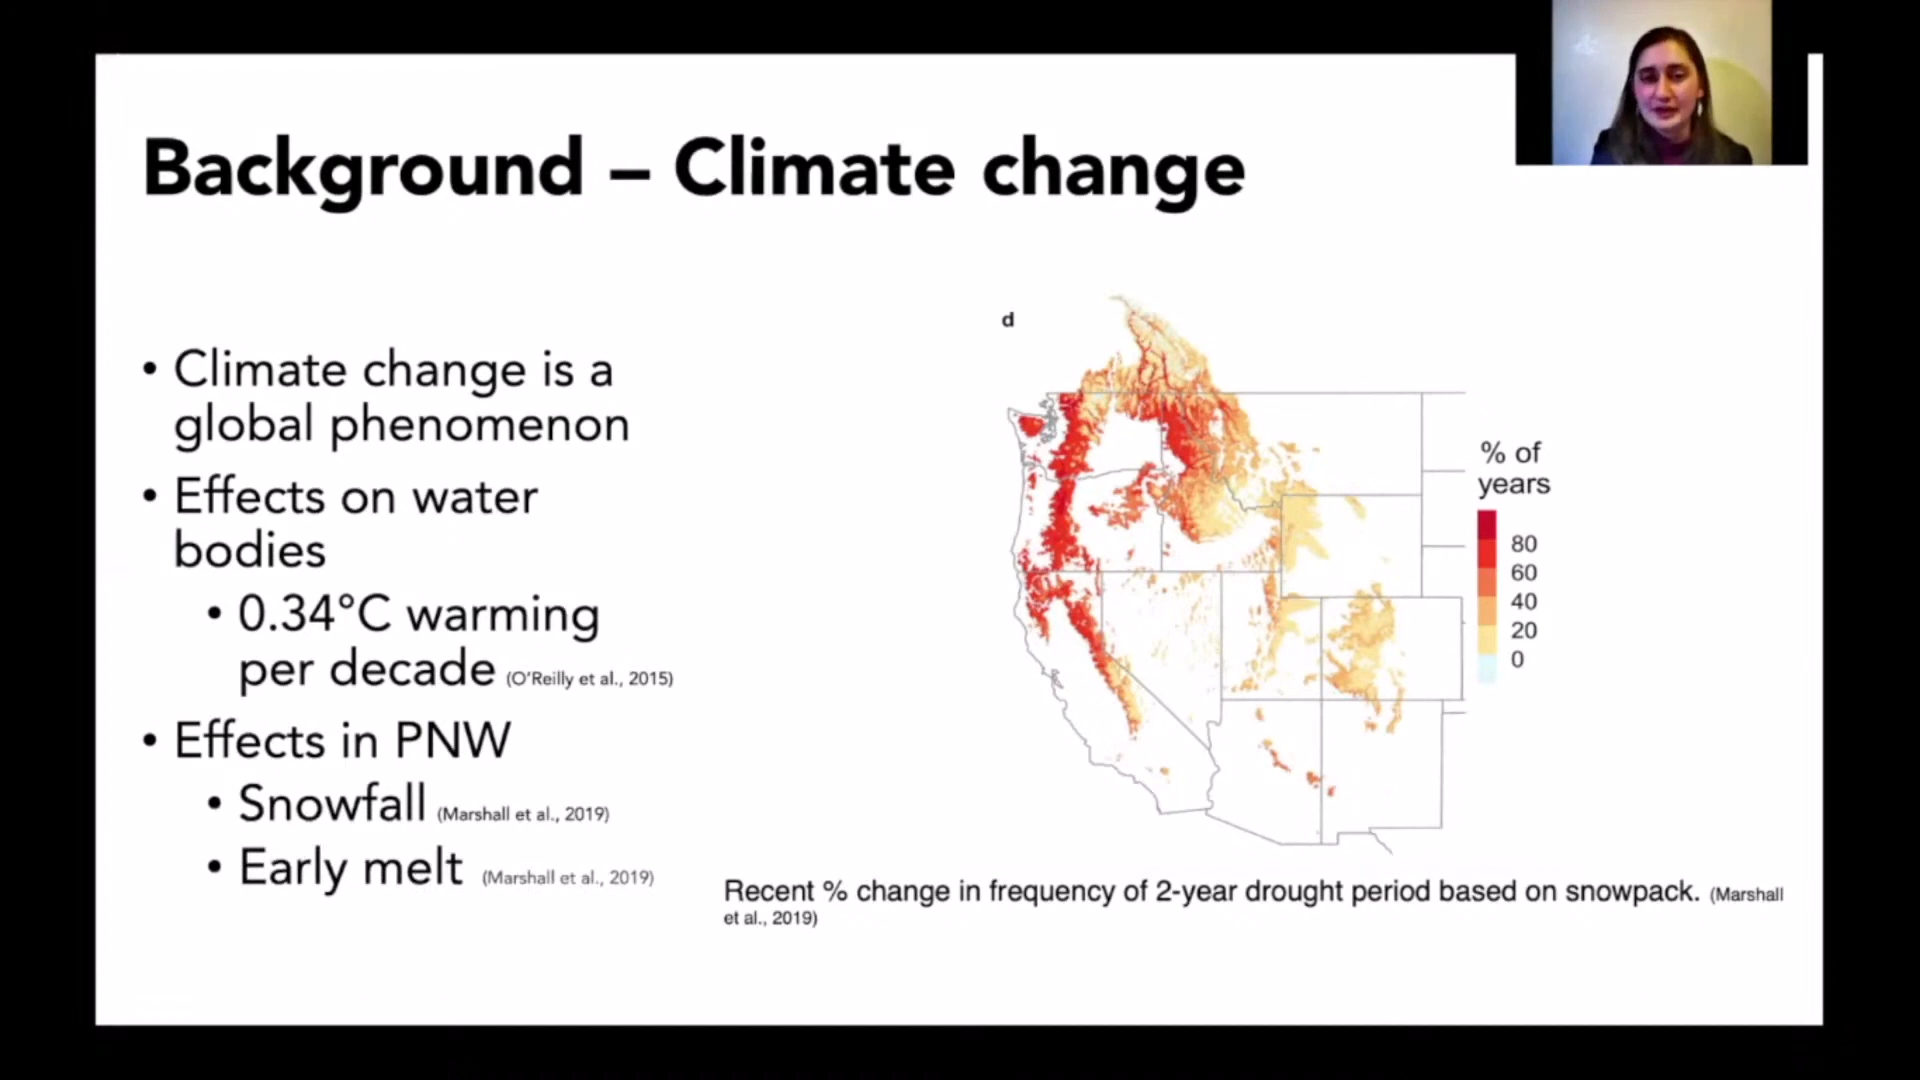 Background – Climate change
• Climate change is a
global phenomenon
• Effects on water
bodies
• 0.34°C warming
per decade (O'Reilly et al., 2015)
• Effects in PNW
• Snowfall (Marshall et al., 2019)
• Early melt (Marshall et al., 2019)
d
% of
years
80
60
40
20
0
Recent % change in frequency of 2-year drought period based on snowpack. (Marshall
et al., 2019)